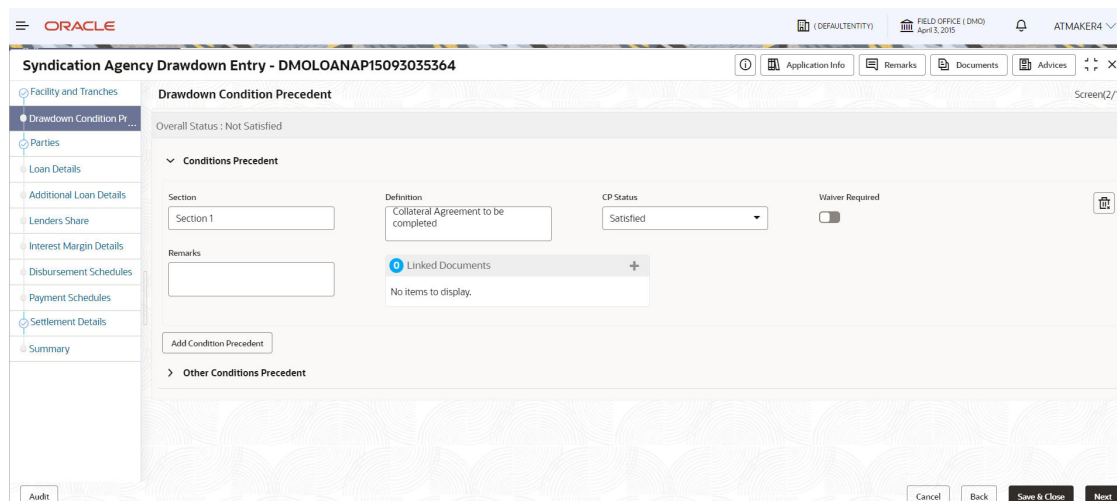 ORACLE
( DEFAULTENTITY)
FIELD OFFICE ( DMO)
April 3, 2015
ATMAKER4
Syndication Agency Drawdown Entry - DMOLOANAP15093035364
Application Info
Remarks
Documents
Advices
Facility and Tranches
Drawdown Condition Pr...
Parties
Loan Details
Additional Loan Details
Lenders Share
Interest Margin Details
Disbursement Schedules
Payment Schedules
Settlement Details
Summary
Drawdown Condition Precedent
Screen(2/
Overall Status : Not Satisfied
Conditions Precedent
Section
Section 1
Definition
Collateral Agreement to be
completed
CP Status
Satisfied
Waiver Required
Remarks
0 Linked Documents
No items to display.
Add Condition Precedent
Other Conditions Precedent
Audit
Cancel
Back
Save & Close
Next